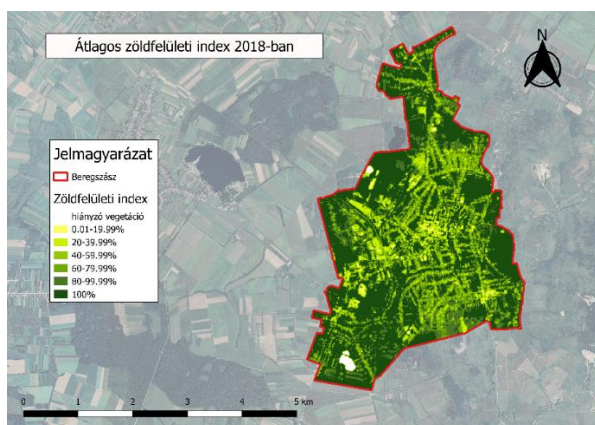 Átlagos zöldfelületi index 2018-ban
N
Jelmagyarázat
Beregszász
Zöldfelületi index
hiányzó vegetáció
0.01-19.99%
20-39.99%
40-59.99%
60-79.99%
80-99.99%
100%
0 1 2 3 4 5 km